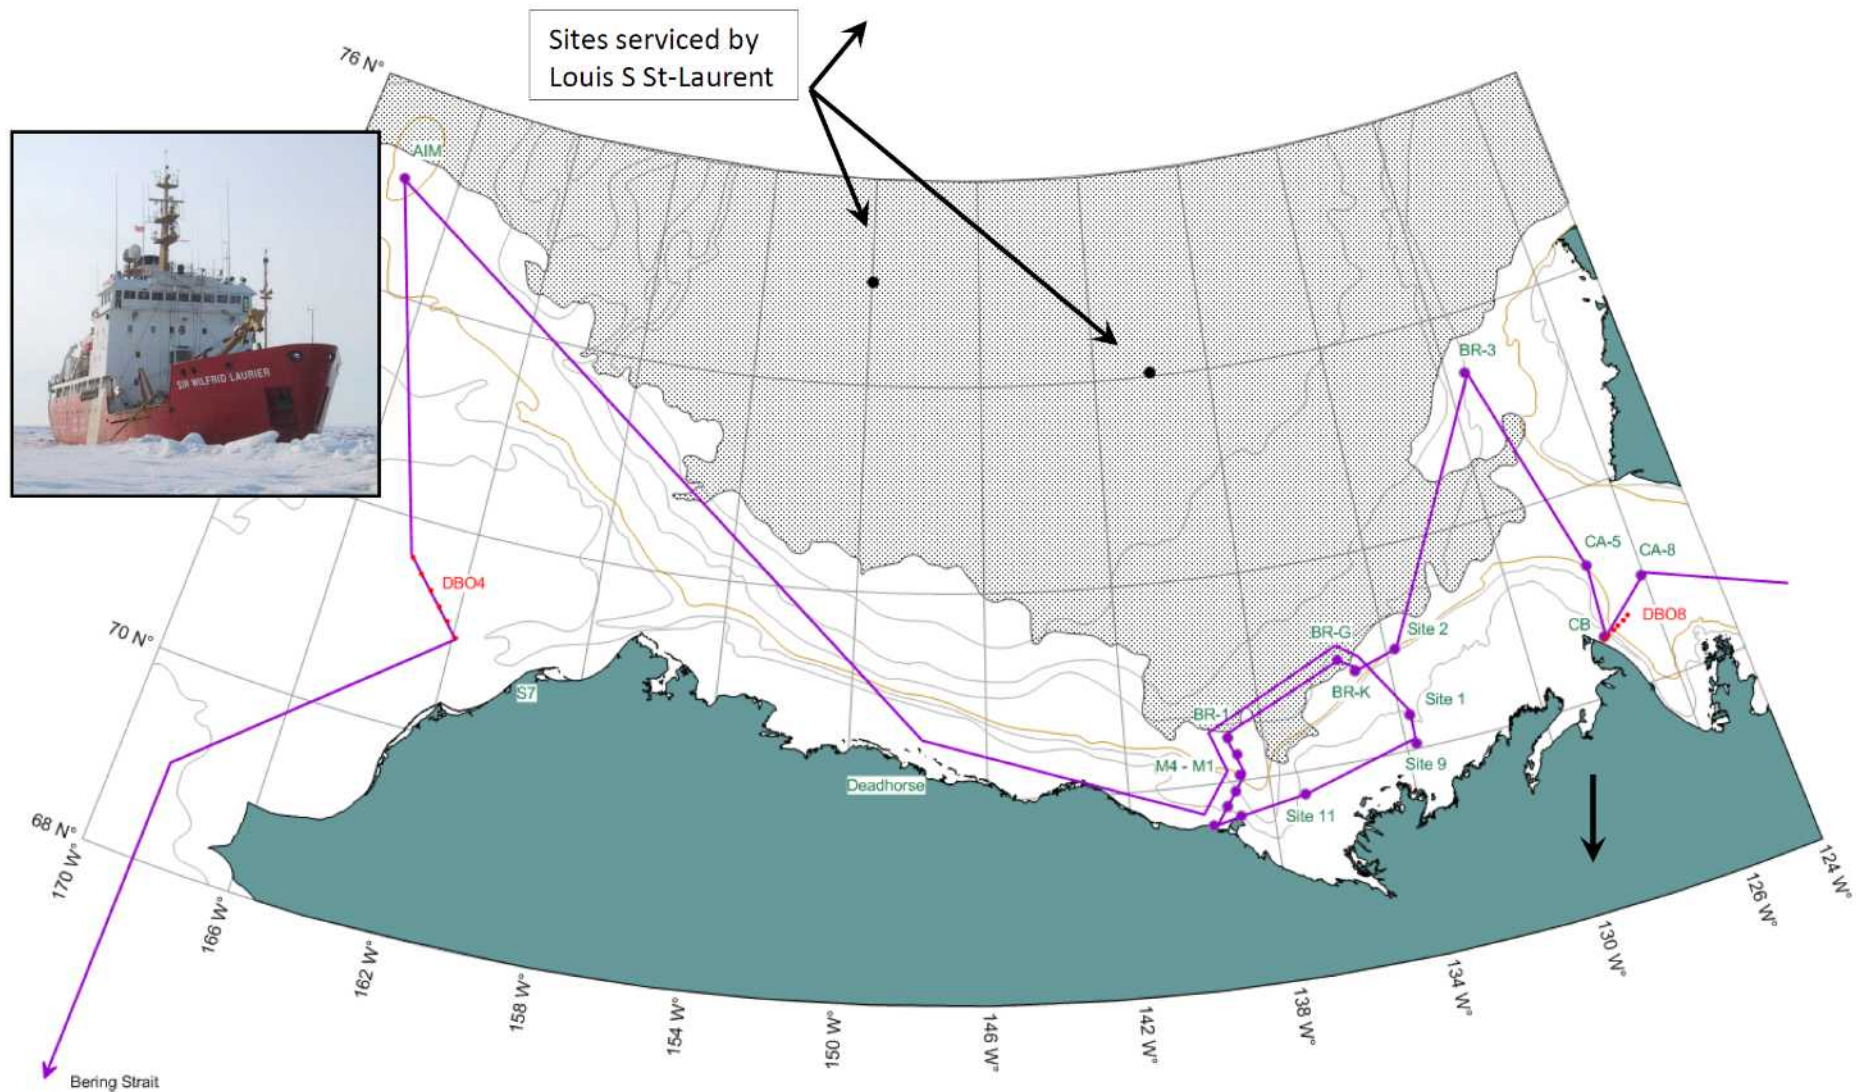 Sites serviced by
Louis S St-Laurent
76 N°
AIM
SIR WILFRID LAURIER
BR-3
CA-5
CA-8
DBO4
DBO8
CB
70 N°
BR-G
Site 2
S7
BR-K
Site 1
BR-1
M4 - M1
Site 9
Deadhorse
Site 11
68 N°
170 W°
166 W°
162 W°
158 W°
154 W°
150 W°
146 W°
142 W°
138 W°
134 W°
130 W°
126 W°
124 W°
Bering Strait